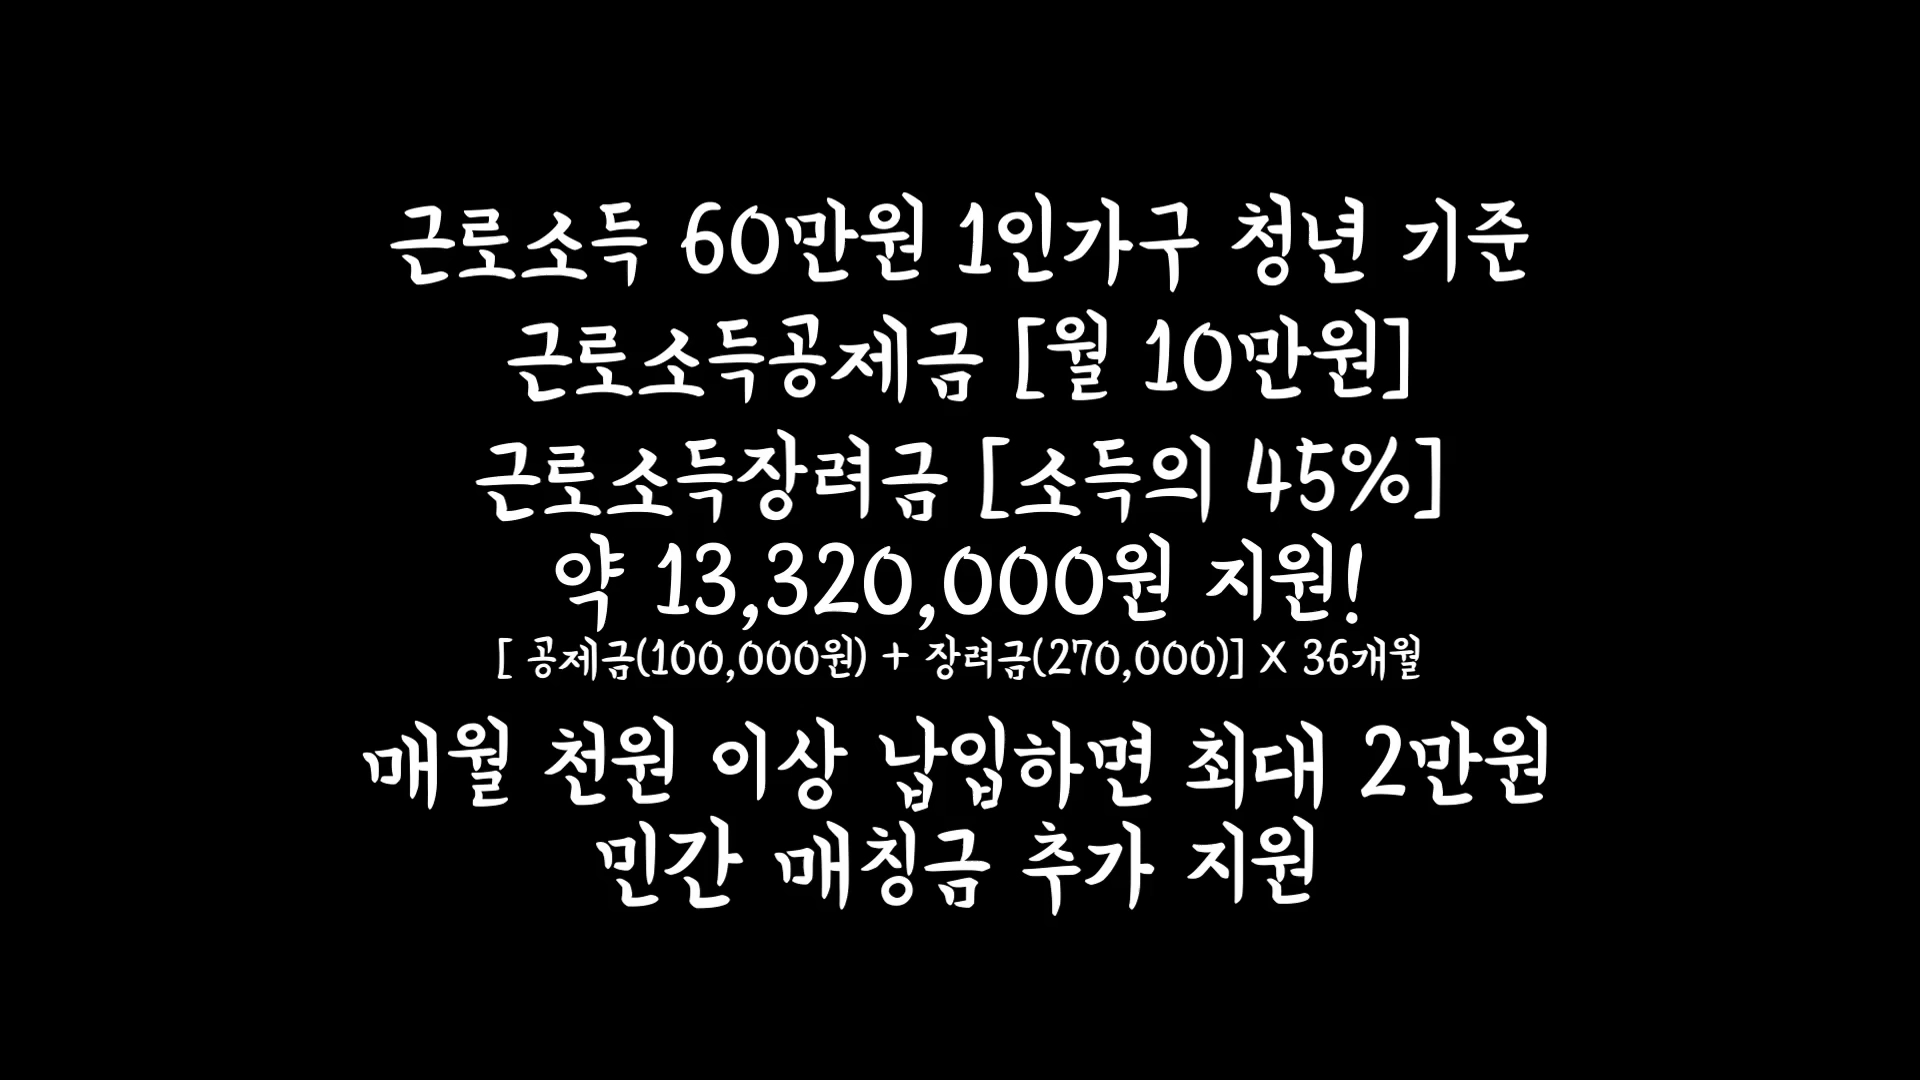 근로소득 60만원 1인가구 청년 기준
근로소득공제금 [월 10만원]
근로소득장려금 [소득의 45%]
약 13,320,000원 지원!
[ 공제금(100,000원) + 장려금(270,000)] X 36개월
매월 천원 이상 납입하면 최대 2만원
민간 매칭금 추가 지원